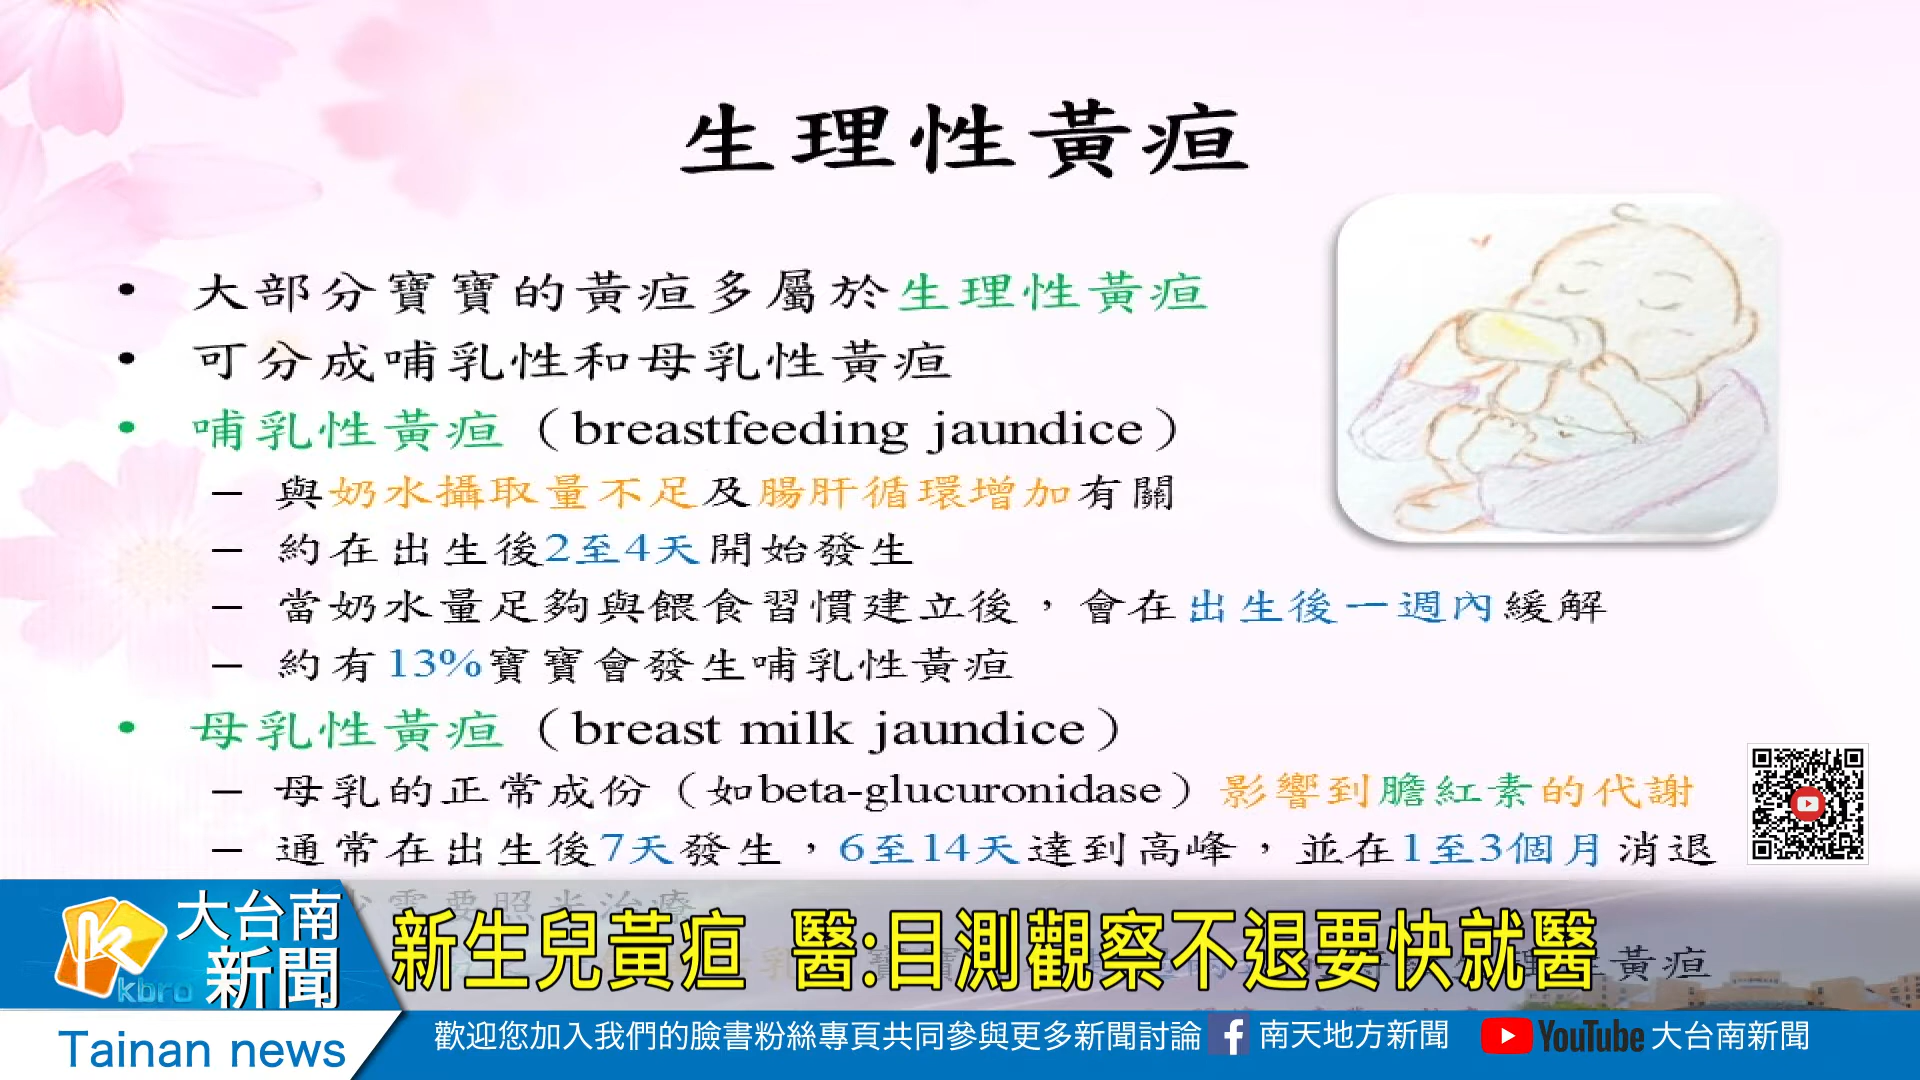 生理性黃疸
• 大部分寶寶的黃疸多屬於生理性黃疸
• 可分成哺乳性和母乳性黃疸
• 哺乳性黃疸（breastfeeding jaundice）
– 與奶水攝取量不足及腸肝循環增加有關
– 約在出生後2至4天開始發生
– 當奶水量足夠與餵食習慣建立後，會在出生後一週內緩解
– 約有13%寶寶會發生哺乳性黃疸
• 母乳性黃疸（breast milk jaundice）
– 母乳的正常成份（如beta-glucuronidase）影響到膽紅素的代謝
– 通常在出生後7天發生，6至14天達到高峰，並在1至3個月消退
需要照光治療
黃疸
大台南
新聞
kbro
新生兒黃疸 醫:目測觀察不退要快就醫
Tainan news
歡迎您加入我們的臉書粉絲專頁共同參與更多新聞討論 南天地方新聞 YouTube 大台南新聞